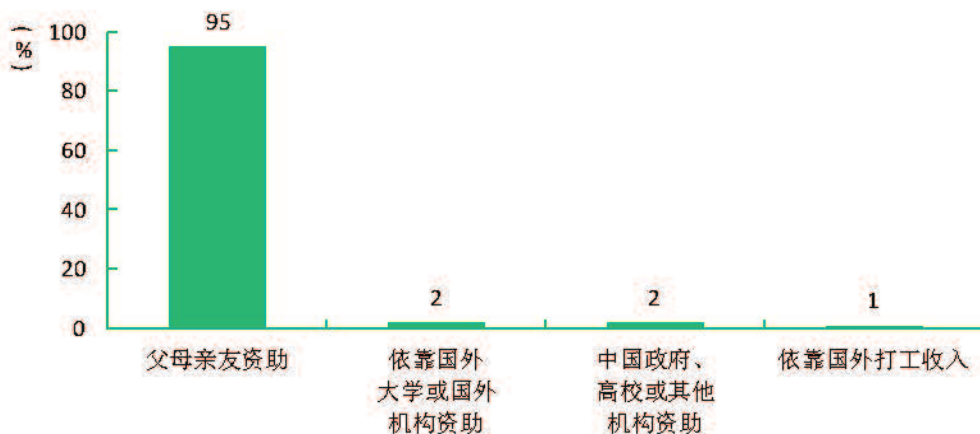 (%)
100
80
60
40
20
0
95
2
2
1
父母亲友资助
依靠国外
大学或国外
机构资助
中国政府、
高校或其他
机构资助
依靠国外打工收入